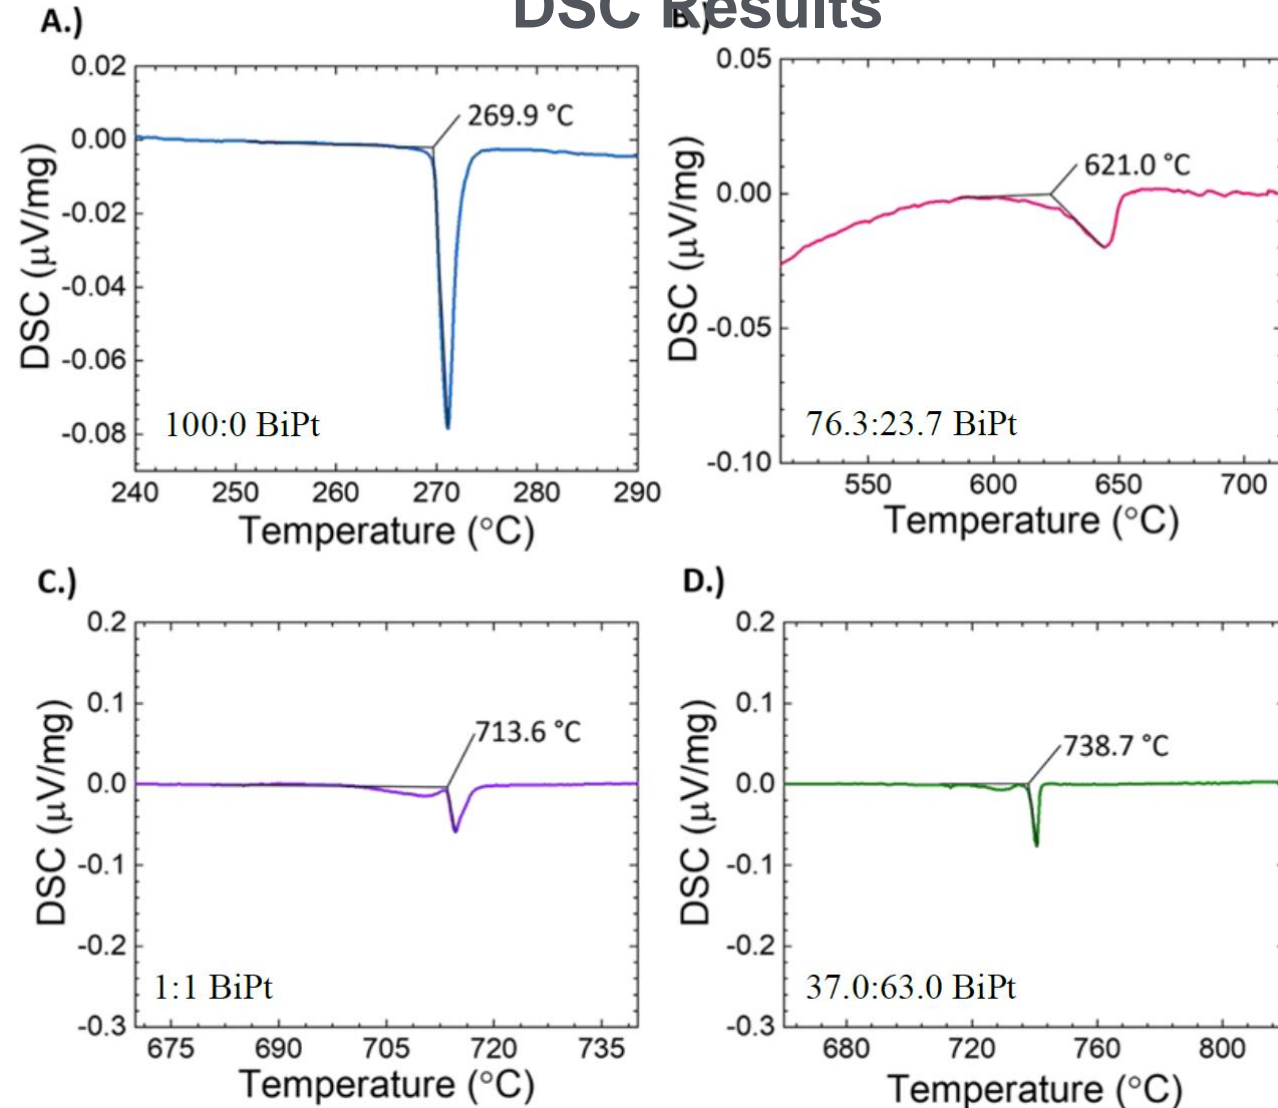 DSC Results
A.)
0.02
0.00
-0.02
-0.04
-0.06
-0.08
DSC (µV/mg)
269.9 °C
100:0 BiPt
240 250 260 270 280 290
Temperature (°C)
B.)
0.05
0.00
-0.05
-0.10
DSC (µV/mg)
621.0 °C
76.3:23.7 BiPt
550 600 650 700
Temperature (°C)
C.)
0.2
0.1
0.0
-0.1
-0.2
-0.3
DSC (µV/mg)
713.6 °C
1:1 BiPt
675 690 705 720 735
Temperature (°C)
D.)
0.2
0.1
0.0
-0.1
-0.2
-0.3
DSC (µV/mg)
738.7 °C
37.0:63.0 BiPt
680 720 760 800
Temperature (°C)